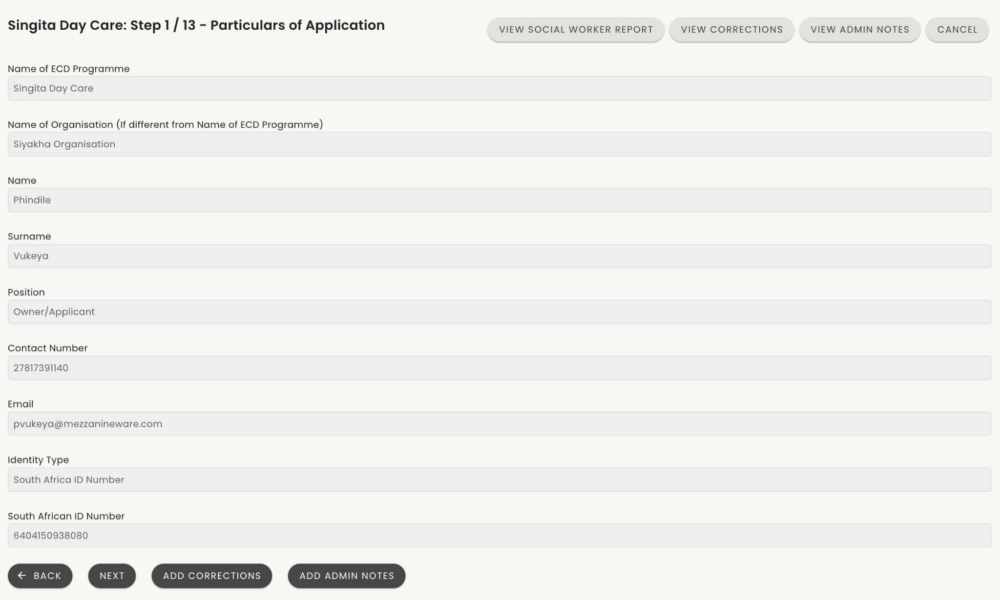 Singita Day Care: Step 1 / 13 - Particulars of Application
VIEW SOCIAL WORKER REPORT
VIEW CORRECTIONS
VIEW ADMIN NOTES
CANCEL
Name of ECD Programme
Singita Day Care
Name of Organisation (If different from Name of ECD Programme)
Siyakha Organisation
Name
Phindile
Surname
Vukeya
Position
Owner/Applicant
Contact Number
27817391140
Email
pvukeya@mezzanineware.com
Identity Type
South Africa ID Number
South African ID Number
6404150938080
← BACK
NEXT
ADD CORRECTIONS
ADD ADMIN NOTES